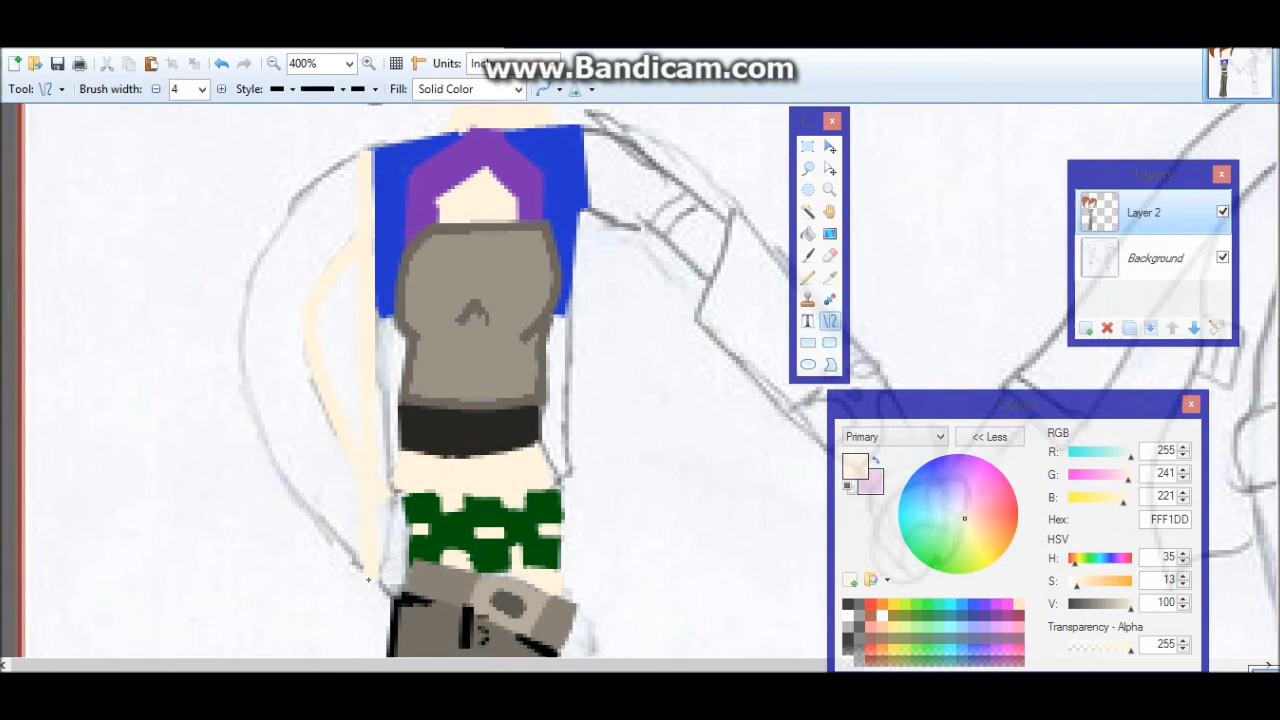 www.Bandicam.com
400%
Units:
Tool:
Brush width:
4
Style:
Fill:
Solid Color
Layers
Layer 2
Background
Colors
Primary
<< Less
RGB
R:
255
G:
241
B:
221
Hex:
FFF1DD
HSV
H:
35
S:
13
V:
100
Transparency - Alpha
255